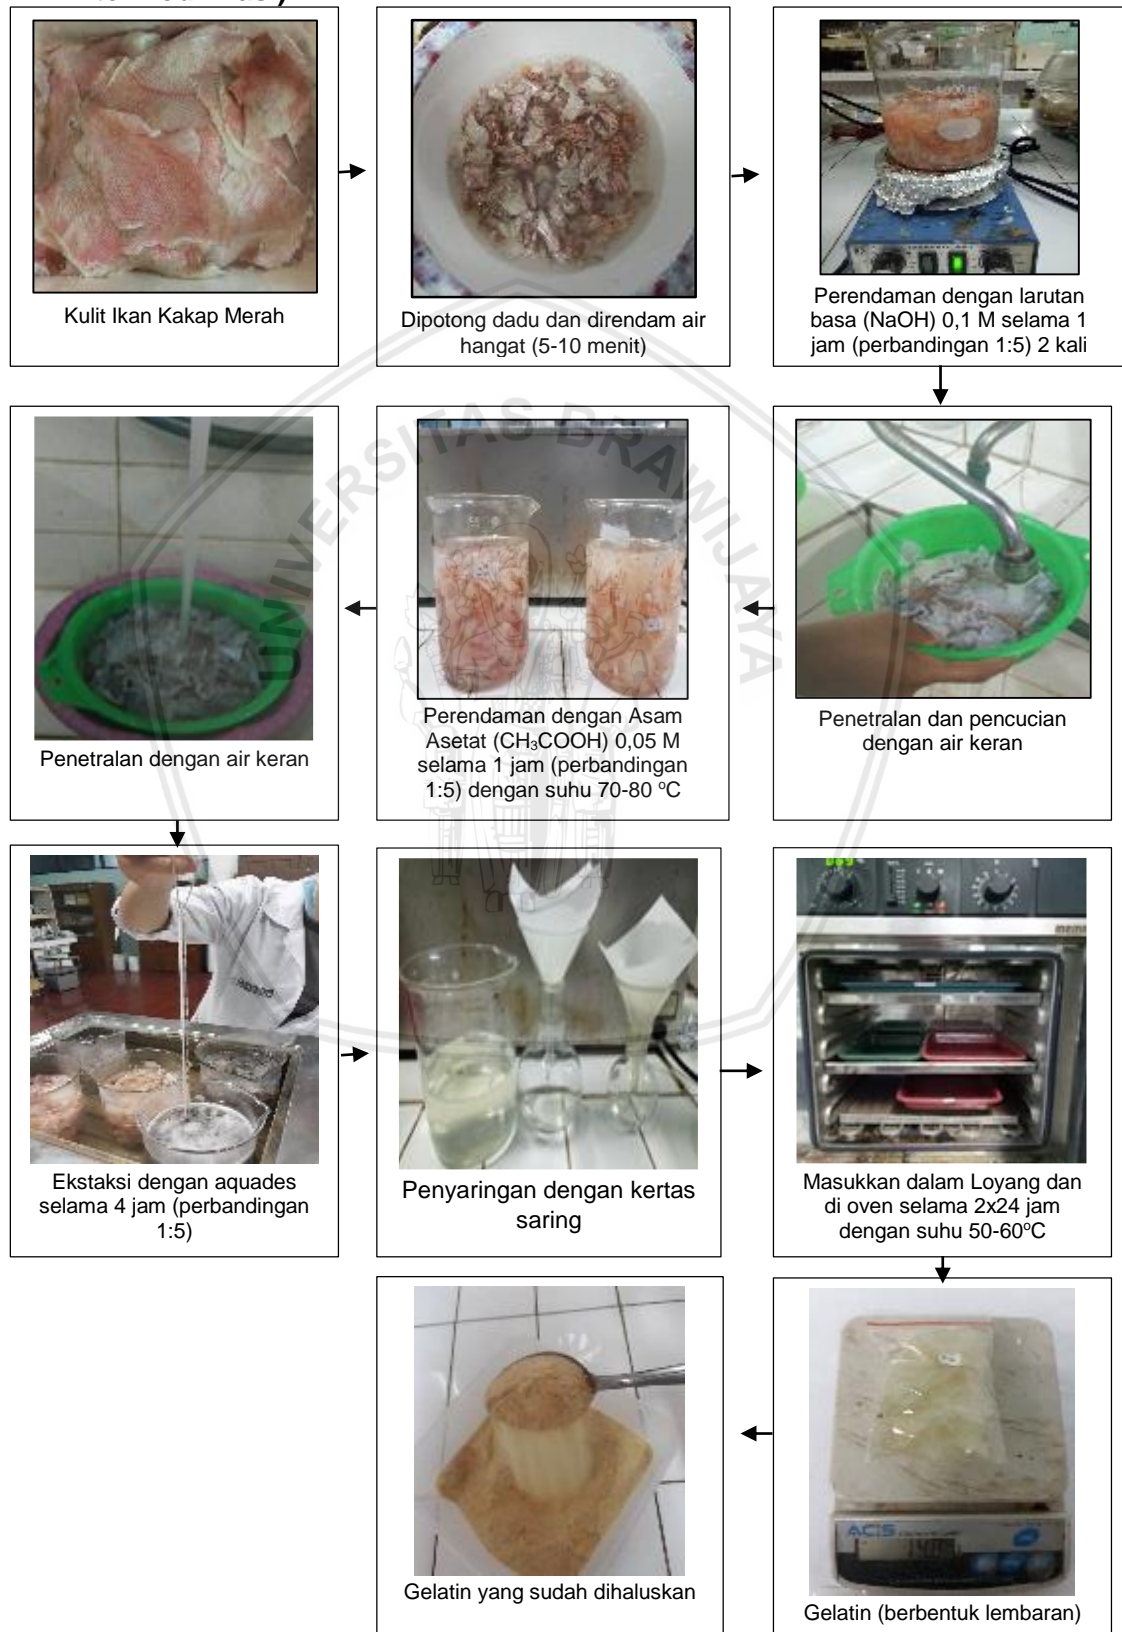 Kulit Ikan Kakap Merah
Dipotong dadu dan direndam air
hangat (5-10 menit)
Perendaman dengan larutan
basa (NaOH) 0,1 M selama 1
jam (perbandingan 1:5) 2 kali
Penetralan dan pencucian
dengan air keran
Perendaman dengan Asam
Asetat (CH₃COOH) 0,05 M
selama 1 jam (perbandingan
1:5) dengan suhu 70-80 ºC
Penetralan dengan air keran
Ekstaksi dengan aquades
selama 4 jam (perbandingan
1:5)
Penyaringan dengan kertas
saring
Masukkan dalam Loyang dan
di oven selama 2x24 jam
dengan suhu 50-60ºC
Gelatin (berbentuk lembaran)
ACIS
Gelatin yang sudah dihaluskan
UNIVERSITAS BRAWIJAYA